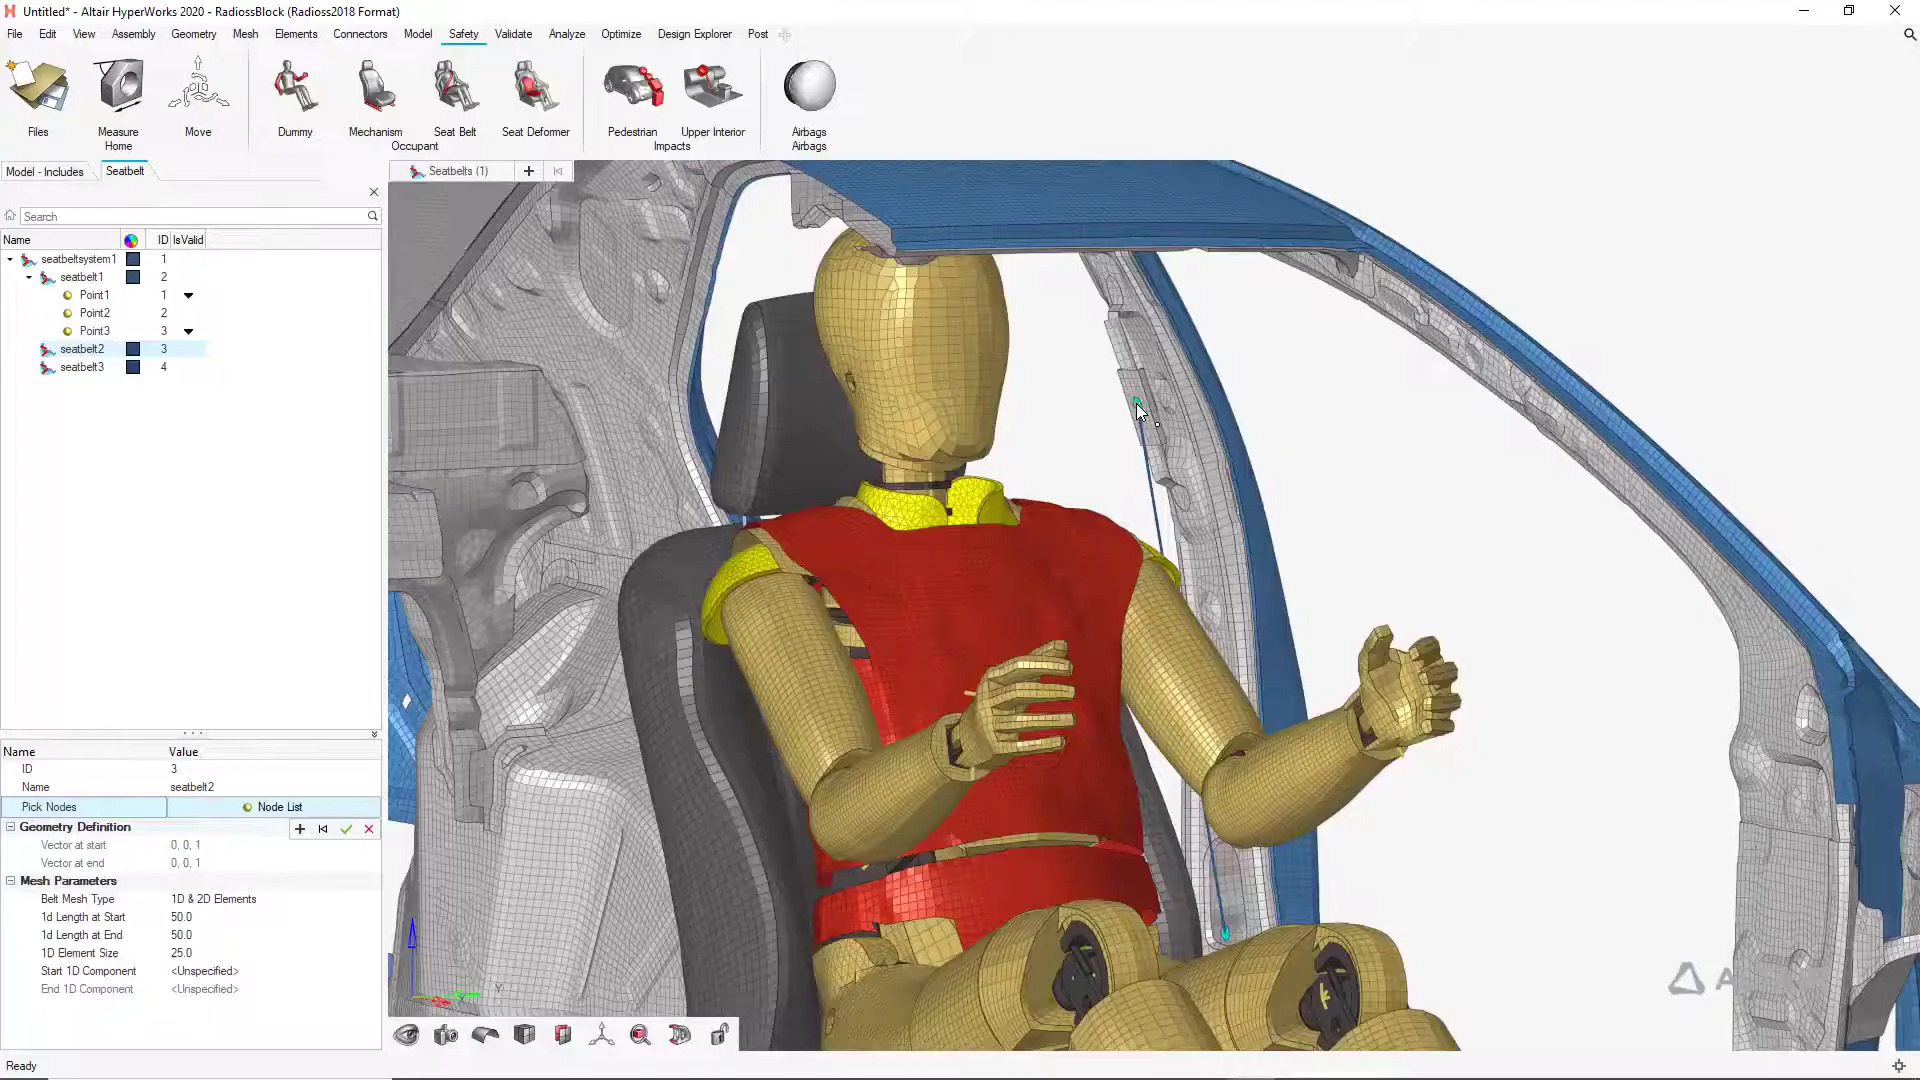 Untitled* - Altair HyperWorks 2020 - RadiossBlock (Radioss2018 Format)
File Edit View Assembly Geometry Mesh Elements Connectors Model Safety Validate Analyze Optimize Design Explorer Post
Files Measure Move Dummy Mechanism Seat Belt Seat Deformer Pedestrian Upper Interior Airbags
Home Occupant Impacts Airbags
Model - Includes Seatbelt Seatbelts (1)
Search
Name ID IsValid
seatbeltsystem1 1
seatbelt1 2
Point1 1
Point2 2
Point3 3
seatbelt2 3
seatbelt3 4
Name Value
ID 3
Name seatbelt2
Pick Nodes Node List
Geometry Definition
Vector at start 0, 0, 1
Vector at end 0, 0, 1
Mesh Parameters
Belt Mesh Type 1D & 2D Elements
1d Length at Start 50.0
1d Length at End 50.0
1D Element Size 25.0
Start 1D Component <Unspecified>
End 1D Component <Unspecified>
Y
Ready